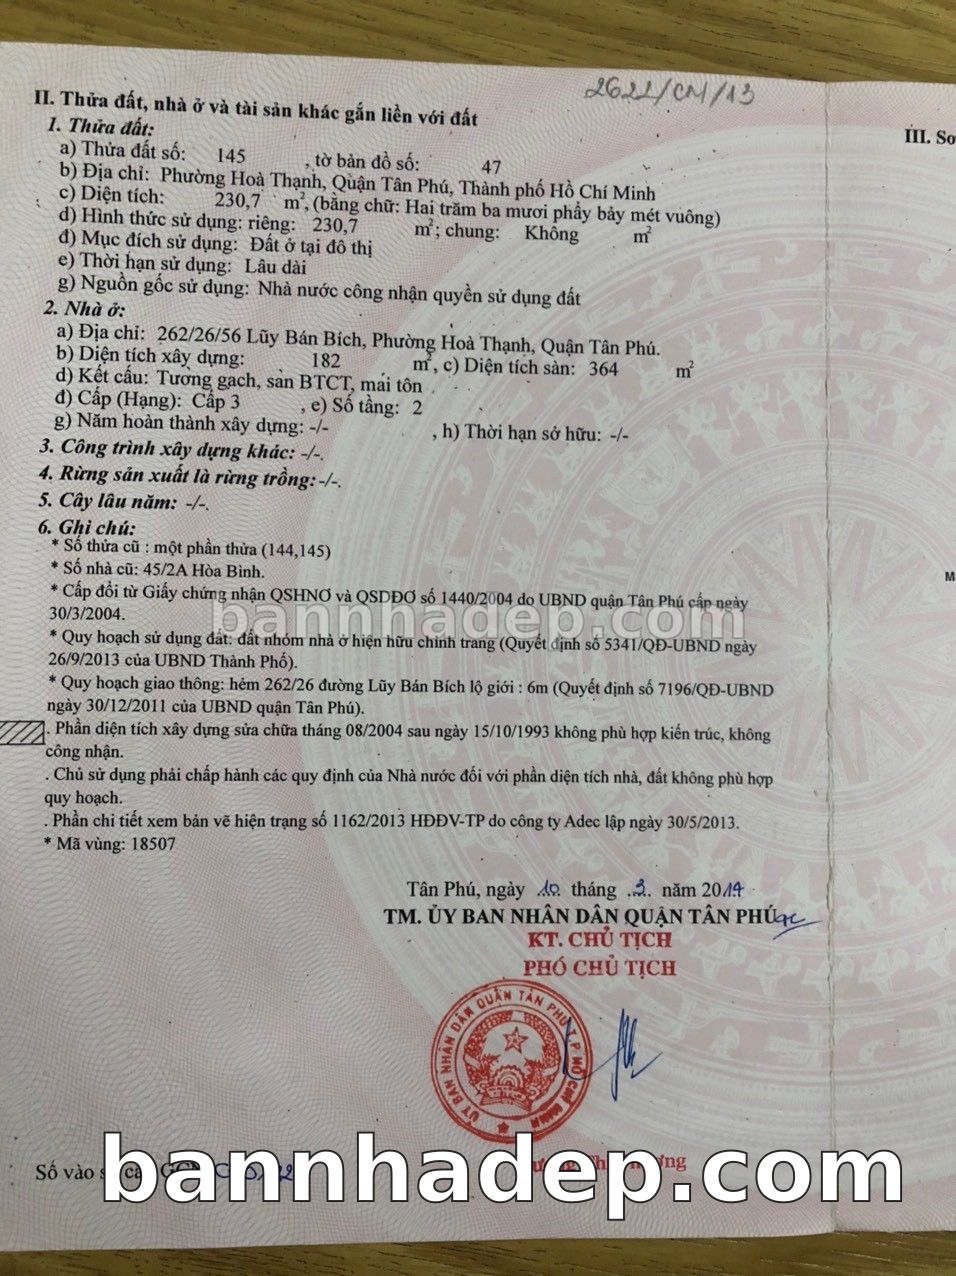 2622/CM/13
II. Thửa đất, nhà ở và tài sản khác gắn liền với đất
III. Sơ
1. Thửa đất:
a) Thửa đất số: 145 , tờ bản đồ số: 47
b) Địa chỉ: Phường Hoà Thạnh, Quận Tân Phú, Thành phố Hồ Chí Minh
c) Diện tích: 230,7 m², (bằng chữ: Hai trăm ba mươi phẩy bảy mét vuông)
d) Hình thức sử dụng: riêng: 230,7 m²; chung: Không m²
đ) Mục đích sử dụng: Đất ở tại đô thị
e) Thời hạn sử dụng: Lâu dài
g) Nguồn gốc sử dụng: Nhà nước công nhận quyền sử dụng đất
2. Nhà ở:
a) Địa chỉ: 262/26/56 Lũy Bán Bích, Phường Hoà Thạnh, Quận Tân Phú.
b) Diện tích xây dựng: 182 m², c) Diện tích sàn: 364 m²
d) Kết cấu: Tường gạch, sàn BTCT, mái tôn
đ) Cấp (Hạng): Cấp 3 , e) Số tầng: 2
g) Năm hoàn thành xây dựng: -/- , h) Thời hạn sở hữu: -/-
3. Công trình xây dựng khác: -/-.
4. Rừng sản xuất là rừng trồng: -/-.
5. Cây lâu năm: -/-.
6. Ghi chú:
* Số thửa cũ : một phần thửa (144,145)
* Số nhà cũ: 45/2A Hòa Bình.
* Cấp đổi từ Giấy chứng nhận QSHNƠ và QSDĐƠ số 1440/2004 do UBND quận Tân Phú cấp ngày
30/3/2004.
bannhadep.com
* Quy hoạch sử dụng đất: đất nhóm nhà ở hiện hữu chỉnh trang (Quyết định số 5341/QĐ-UBND ngày
26/9/2013 của UBND Thành Phố).
* Quy hoạch giao thông: hẻm 262/26 đường Lũy Bán Bích lộ giới : 6m (Quyết định số 7196/QĐ-UBND
ngày 30/12/2011 của UBND quận Tân Phú).
. Phần diện tích xây dựng sửa chữa tháng 08/2004 sau ngày 15/10/1993 không phù hợp kiến trúc, không
công nhận.
. Chủ sử dụng phải chấp hành các quy định của Nhà nước đối với phần diện tích nhà, đất không phù hợp
quy hoạch.
. Phần chi tiết xem bản vẽ hiện trạng số 1162/2013 HĐĐV-TP do công ty Adec lập ngày 30/5/2013.
* Mã vùng: 18507
M
Tân Phú, ngày 10 tháng 3 năm 2014
TM. ỦY BAN NHÂN DÂN QUẬN TÂN PHÚ
KT. CHỦ TỊCH
PHÓ CHỦ TỊCH
ỦY BAN NHÂN DÂN QUẬN TÂN PHÚ T.P HỒ CHÍ MINH
Số vào
bannhadep.com